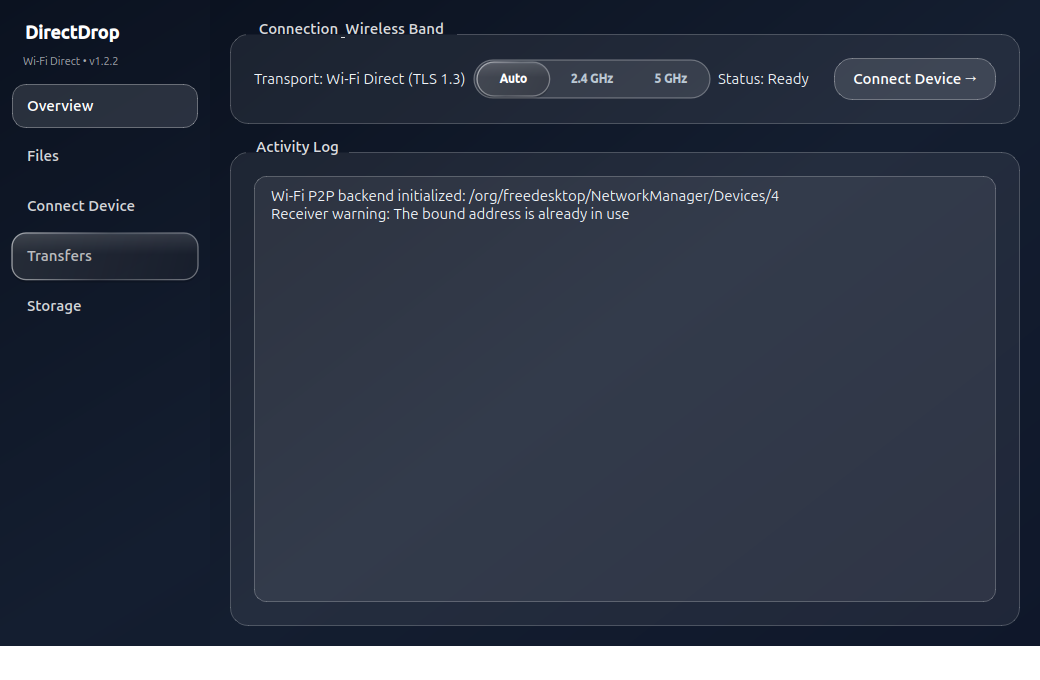 DirectDrop
Wi-Fi Direct • v1.2.2
Overview
Files
Connect Device
Transfers
Storage
Connection_Wireless Band
Transport: Wi-Fi Direct (TLS 1.3)
Auto
2.4 GHz
5 GHz
Status: Ready
Connect Device →
Activity Log
Wi-Fi P2P backend initialized: /org/freedesktop/NetworkManager/Devices/4
Receiver warning: The bound address is already in use